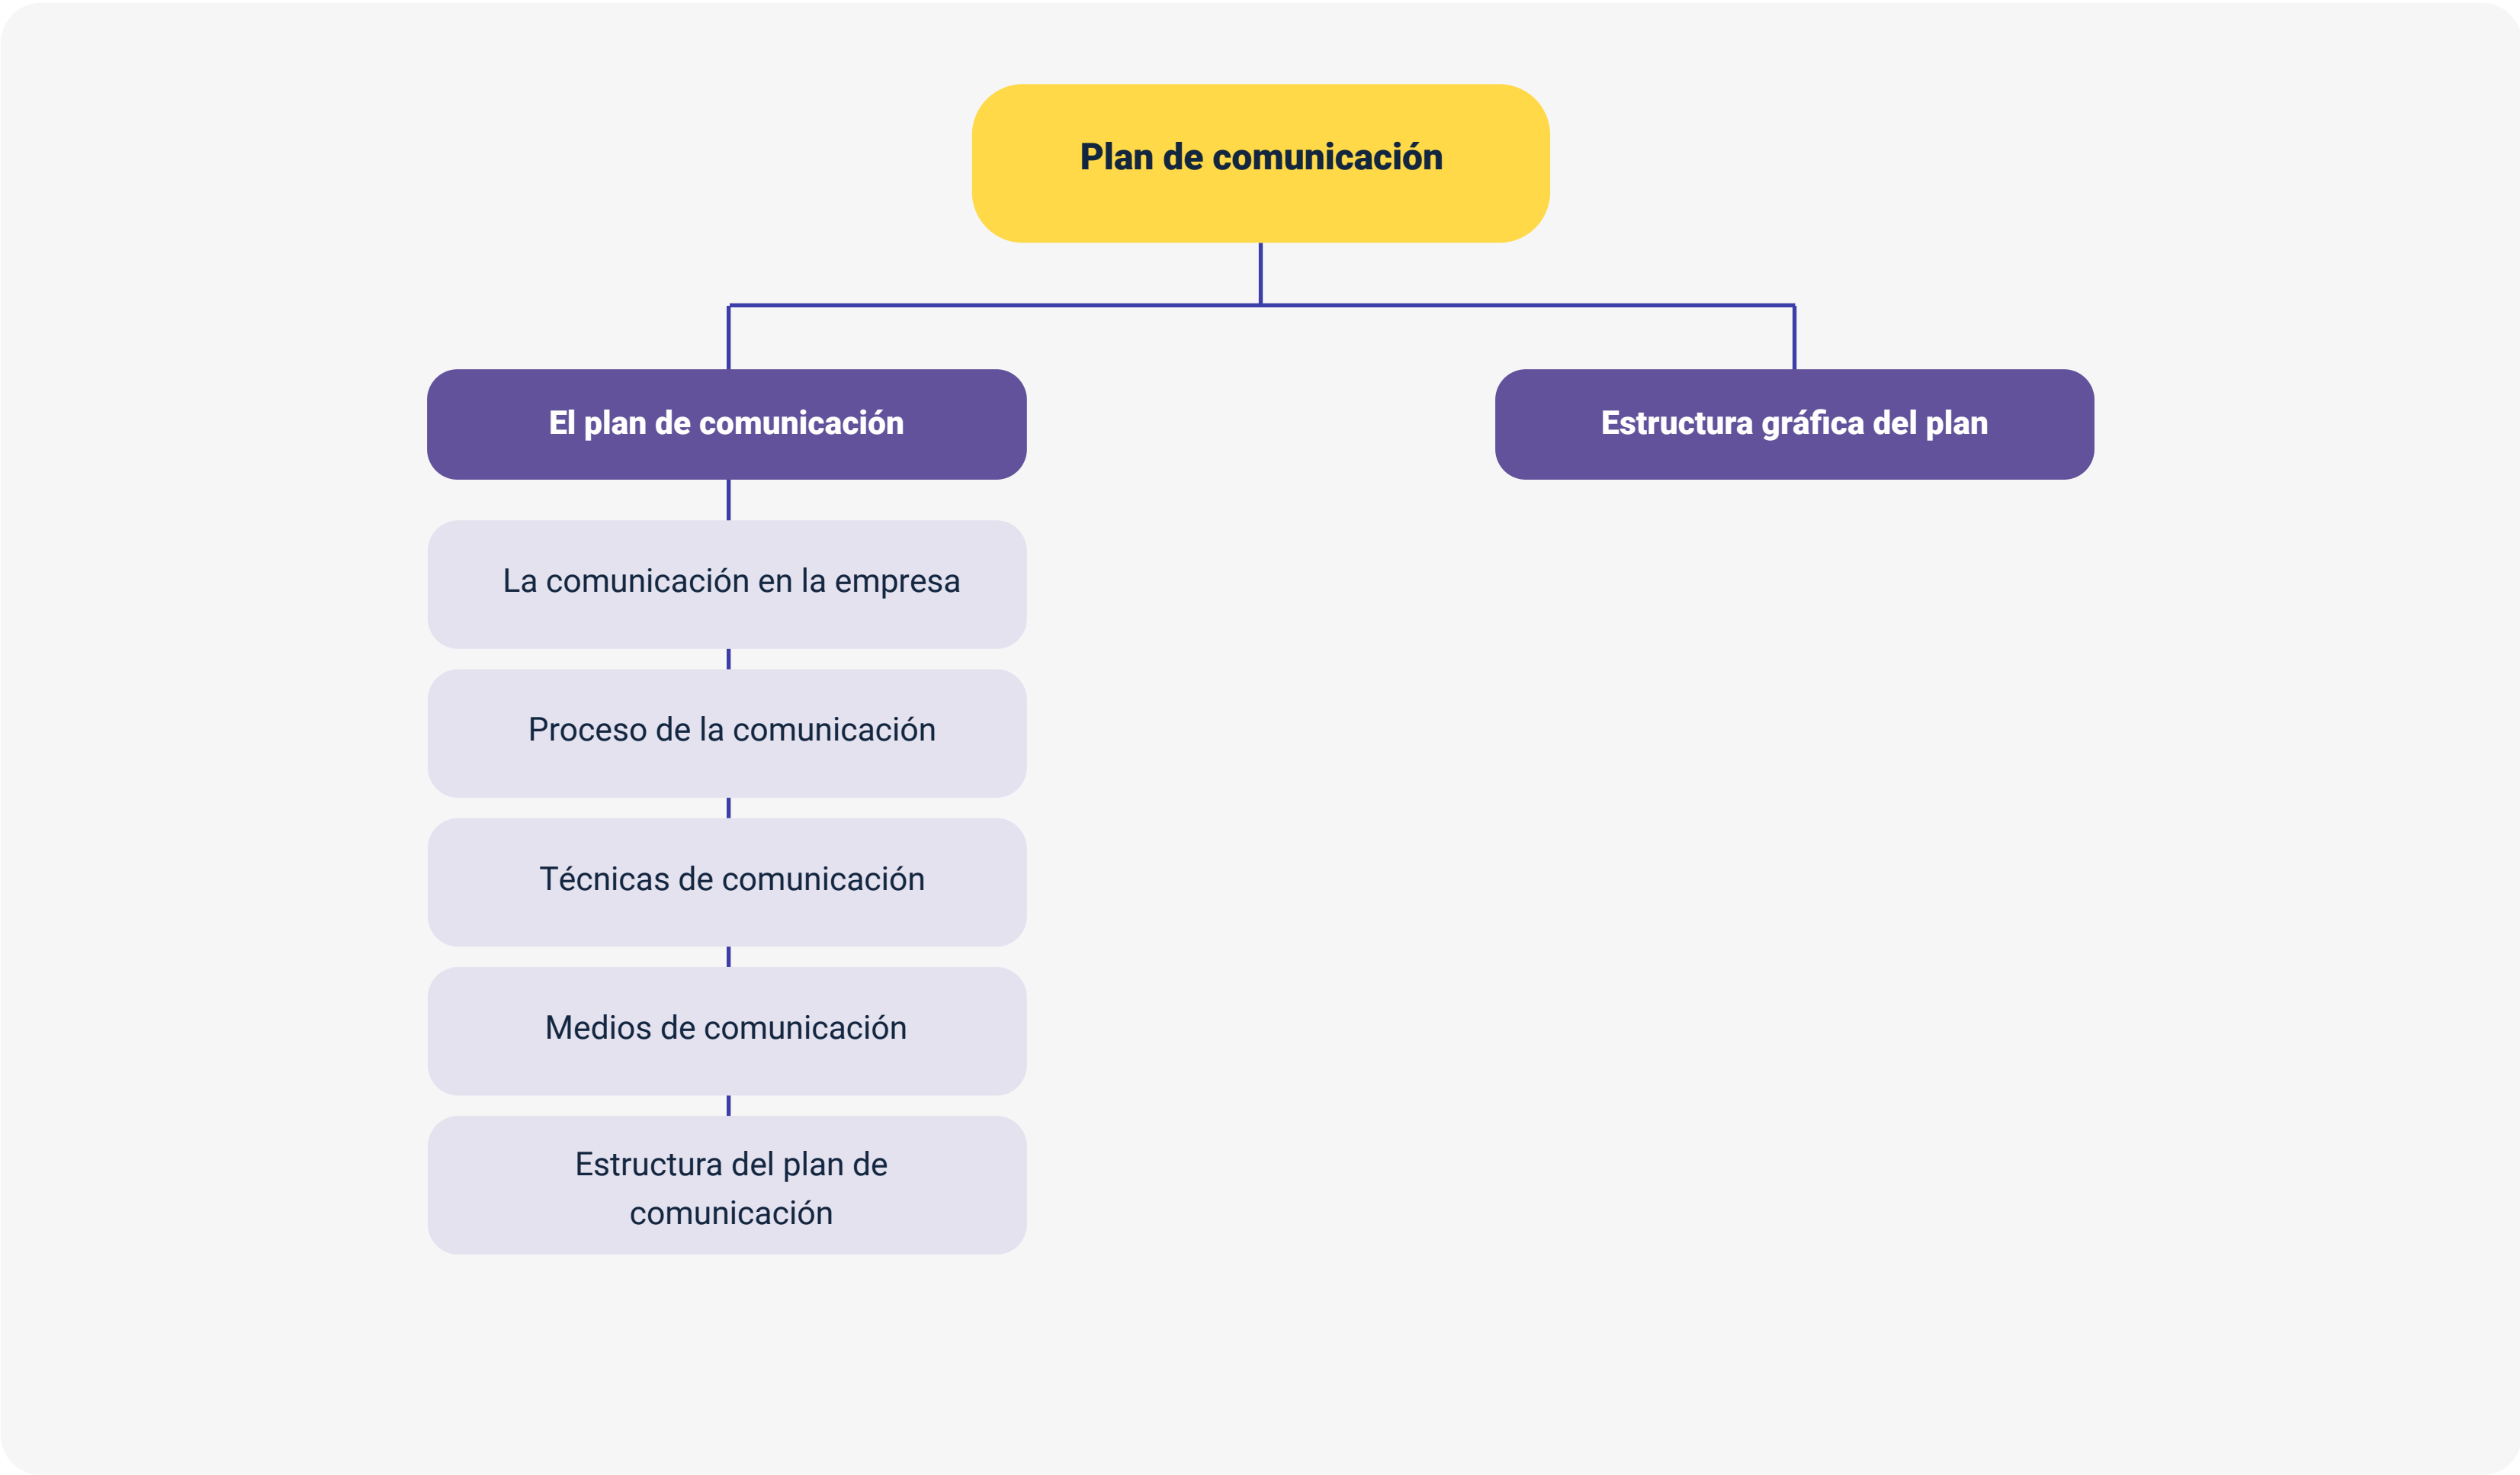 Plan de comunicación
El plan de comunicación
Estructura gráfica del plan
La comunicación en la empresa
Proceso de la comunicación
Técnicas de comunicación
Medios de comunicación
Estructura del plan de
comunicación